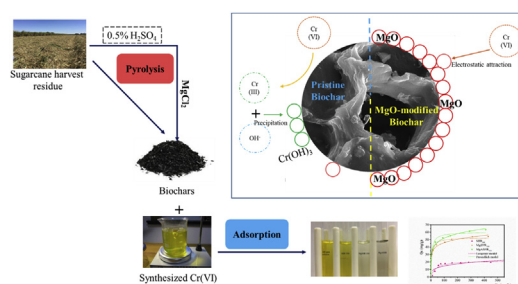 0.5% H₂SO₄
Sugarcane harvest
residue
Pyrolysis
MgCl₂
Biochars
+
Synthesized Cr(VI)
Adsorption
Cr
(VI)
MgO
Cr
(VI)
Electrostatic attraction
Pristine
Biochar
MgO
MgO-modified
Biochar
Cr
(III)
+
Precipitation
OH⁻
Cr(OH)₃
MgO